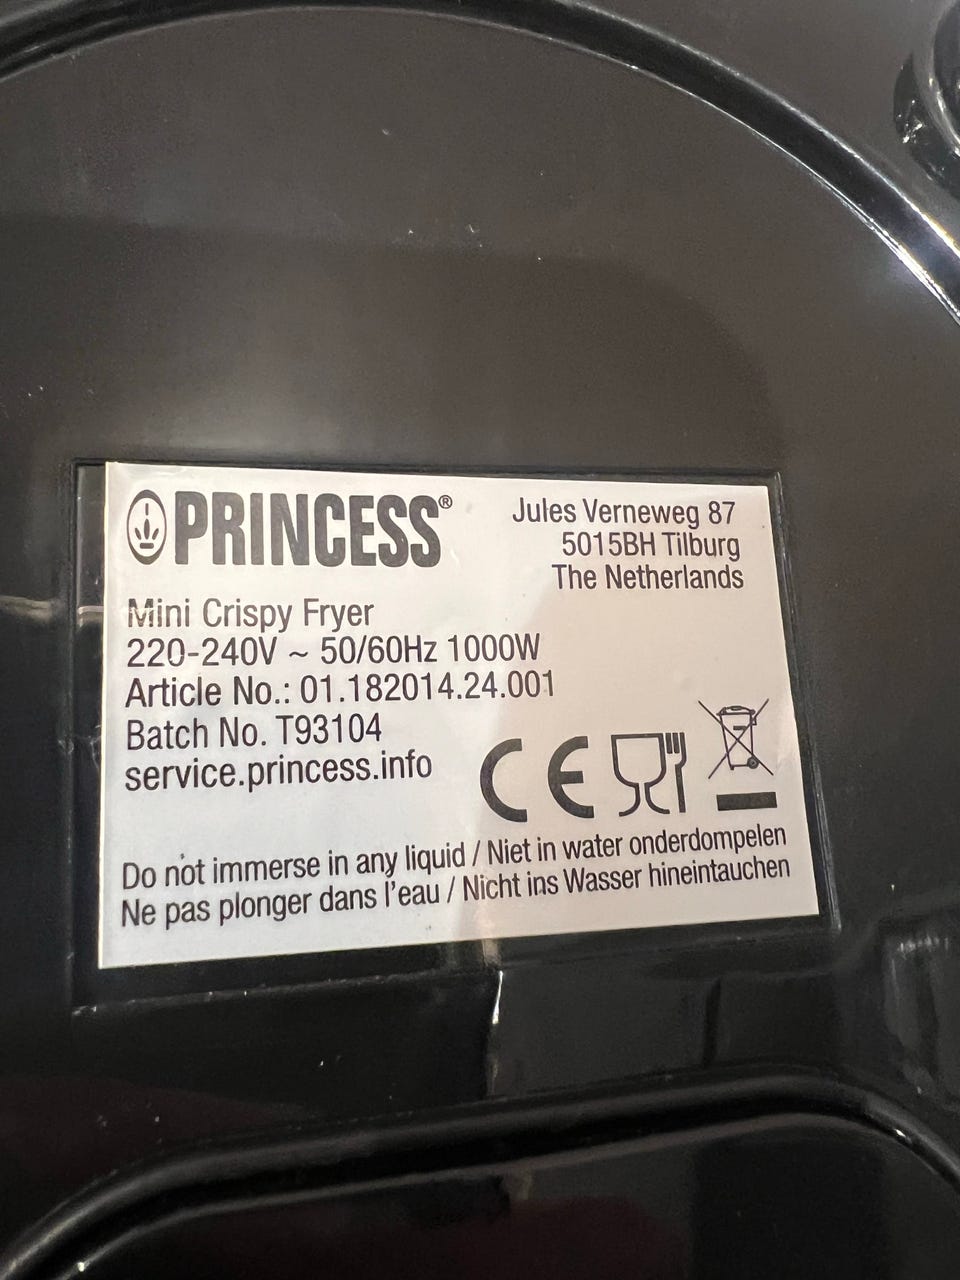 PRINCESS®
Jules Verneweg 87
5015BH Tilburg
The Netherlands
Mini Crispy Fryer
220-240V ~ 50/60Hz 1000W
Article No.: 01.182014.24.001
Batch No. T93104
service.princess.info
CE
Do not immerse in any liquid / Niet in water onderdompelen
Ne pas plonger dans l'eau / Nicht ins Wasser hineintauchen